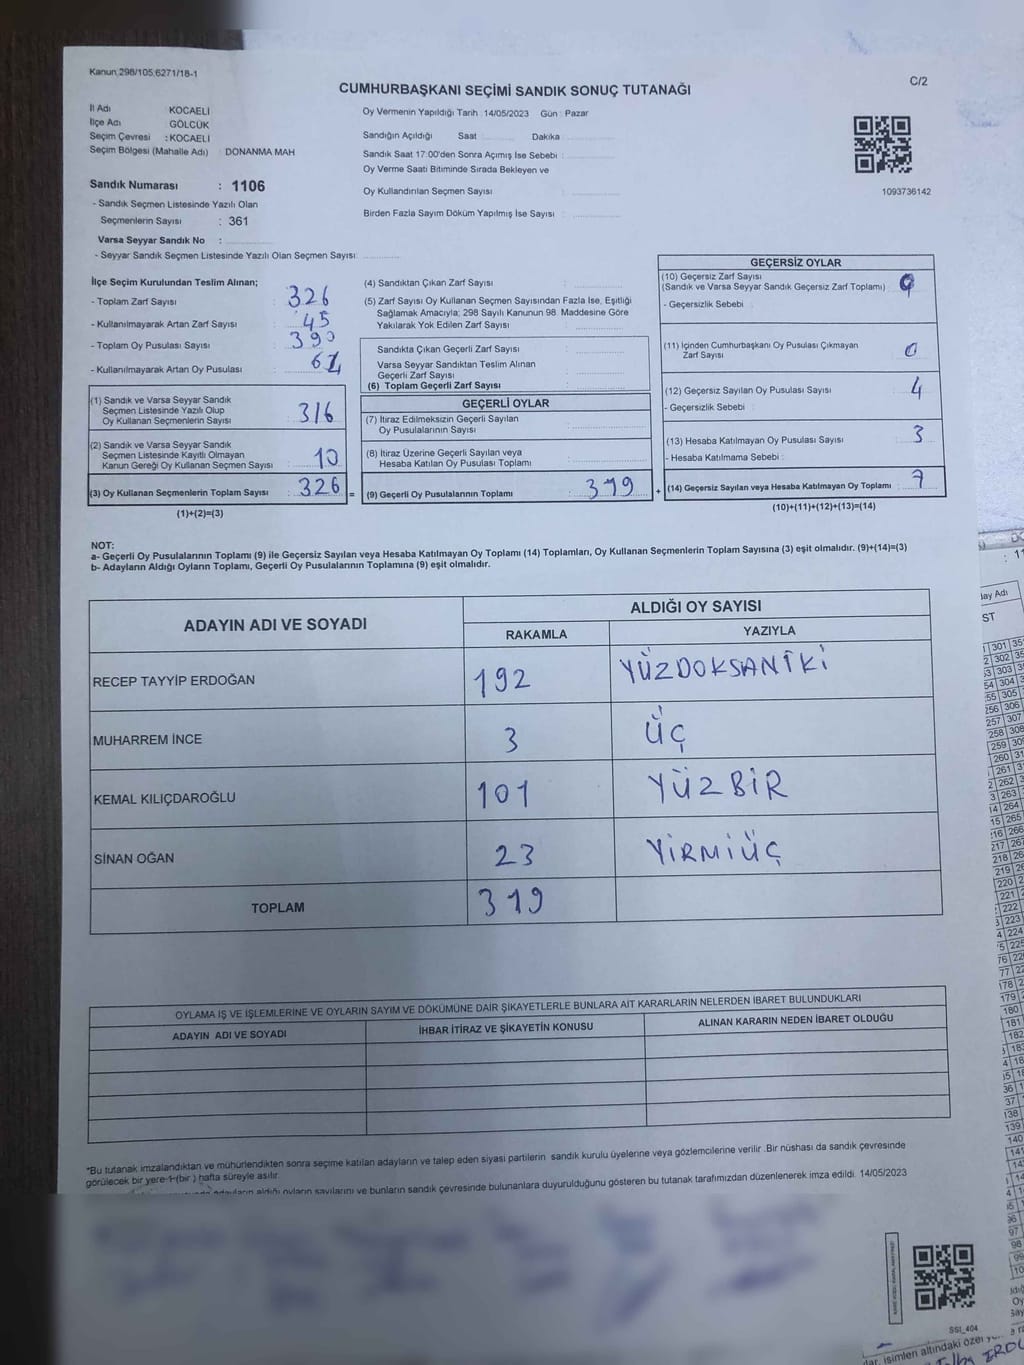 Kanun 298/105,6271/18-1
C/2
CUMHURBAŞKANI SEÇİMİ SANDIK SONUÇ TUTANAĞI
İl Adı KOCAELİ
İlçe Adı GÖLCÜK
Seçim Çevresi :KOCAELİ
Seçim Bölgesi (Mahalle Adı) DONANMA MAH
Sandık Numarası : 1106
- Sandık Seçmen Listesinde Yazılı Olan
Seçmenlerin Sayısı : 361
Varsa Seyyar Sandık No :
- Seyyar Sandık Seçmen Listesinde Yazılı Olan Seçmen Sayısı
Oy Vermenin Yapıldığı Tarih :14/05/2023 Gün : Pazar
Sandığın Açıldığı Saat Dakika
Sandık Saat 17:00'den Sonra Açımış İse Sebebi :
Oy Verme Saati Bitiminde Sırada Bekleyen ve
Oy Kullandırılan Seçmen Sayısı
Birden Fazla Sayım Döküm Yapılmış İse Sayısı :
1093736142
İlçe Seçim Kurulundan Teslim Alınan;
- Toplam Zarf Sayısı 326
- Kullanılmayarak Artan Zarf Sayısı 45
- Toplam Oy Pusulası Sayısı 390
- Kullanılmayarak Artan Oy Pusulası
(1) Sandık ve Varsa Seyyar Sandık
Seçmen Listesinde Yazılı Olup
Oy Kullanan Seçmenlerin Sayısı 316
(2) Sandık ve Varsa Seyyar Sandık
Seçmen Listesinde Kayıtlı Olmayan
Kanun Gereği Oy Kullanan Seçmen Sayısı 10
(3) Oy Kullanan Seçmenlerin Toplam Sayısı : 326 =
(1)+(2)=(3)
(4) Sandıktan Çıkan Zarf Sayısı :
(5) Zarf Sayısı Oy Kullanan Seçmen Sayısından Fazla İse, Eşitliği
Sağlamak Amacıyla; 298 Sayılı Kanunun 98. Maddesine Göre
Yakılarak Yok Edilen Zarf Sayısı :
Sandıkta Çıkan Geçerli Zarf Sayısı :
Varsa Seyyar Sandıktan Teslim Alınan
Geçerli Zarf Sayısı
(6) Toplam Geçerli Zarf Sayısı :
GEÇERLİ OYLAR
(7) İtiraz Edilmeksizin Geçerli Sayılan
Oy Pusulalarının Sayısı
(8) İtiraz Üzerine Geçerli Sayılan veya
Hesaba Katılan Oy Pusulası Toplamı
(9) Geçerli Oy Pusulalarının Toplamı : 319 +
GEÇERSİZ OYLAR
(10) Geçersiz Zarf Sayısı
(Sandık ve Varsa Seyyar Sandık Geçersiz Zarf Toplamı)
- Geçersizlik Sebebi
(11) İçinden Cumhurbaşkanı Oy Pusulası Çıkmayan
Zarf Sayısı 0
(12) Geçersiz Sayılan Oy Pusulası Sayısı 4
- Geçersizlik Sebebi
(13) Hesaba Katılmayan Oy Pusulası Sayısı 3
- Hesaba Katılmama Sebebi
(14) Geçersiz Sayılan veya Hesaba Katılmayan Oy Toplamı 7
(10)+(11)+(12)+(13)=(14)
NOT:
a- Geçerli Oy Pusulalarının Toplamı (9) ile Geçersiz Sayılan veya Hesaba Katılmayan Oy Toplamı (14) Toplamları, Oy Kullanan Seçmenlerin Toplam Sayısına (3) eşit olmalıdır. (9)+(14)=(3)
b- Adayların Aldığı Oyların Toplamı, Geçerli Oy Pusulalarının Toplamına (9) eşit olmalıdır.
ADAYIN ADI VE SOYADI ALDIĞI OY SAYISI
RAKAMLA YAZIYLA
RECEP TAYYİP ERDOĞAN 192 YÜZDOKSANİKİ
MUHARREM İNCE 3 ÜÇ
KEMAL KILIÇDAROĞLU 101 YÜZBİR
SİNAN OĞAN 23 YİRMİÜÇ
TOPLAM 319
OYLAMA İŞ VE İŞLEMLERİNE VE OYLARIN SAYIM VE DÖKÜMÜNE DAİR ŞİKAYETLERLE BUNLARA AİT KARARLARIN NELERDEN İBARET BULUNDUKLARI
ADAYIN ADI VE SOYADI İHBAR İTİRAZ VE ŞİKAYETİN KONUSU ALINAN KARARIN NEDEN İBARET OLDUĞU
*Bu tutanak imzalandıktan ve mühürlendikten sonra seçime katılan adayların ve talep eden siyasi partilerin sandık kurulu üyelerine veya gözlemcilerine verilir .Bir nüshası da sandık çevresinde
görülecek bir yere 1 (bir ) hafta süreyle asılır.
adayların aldığı oyların sayılarını ve bunların sandık çevresinde bulunanlara duyurulduğunu gösteren bu tutanak tarafımızdan düzenlenerek imza edildi. 14/05/2023
SSI_404